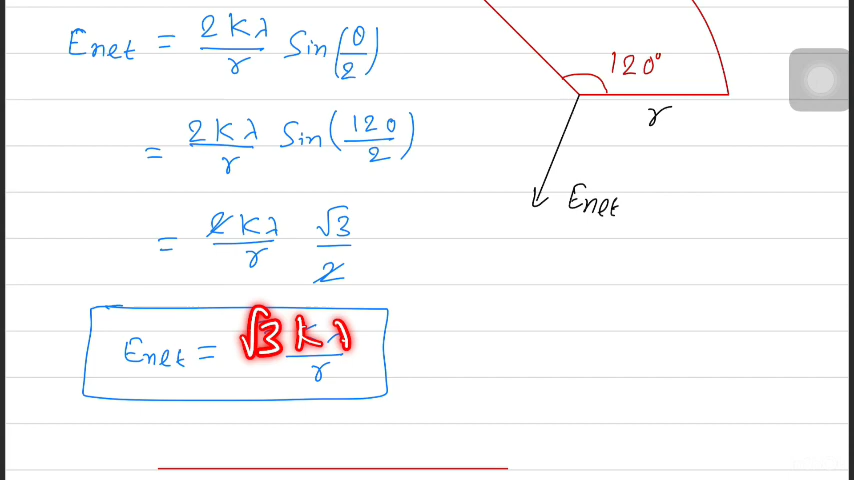 Enet = 2Kλ/r Sin(θ/2)
120°
r
= 2Kλ/r Sin(120/2)
Enet
= 2Kλ/r √3/2
Enet = √3 Kλ/r